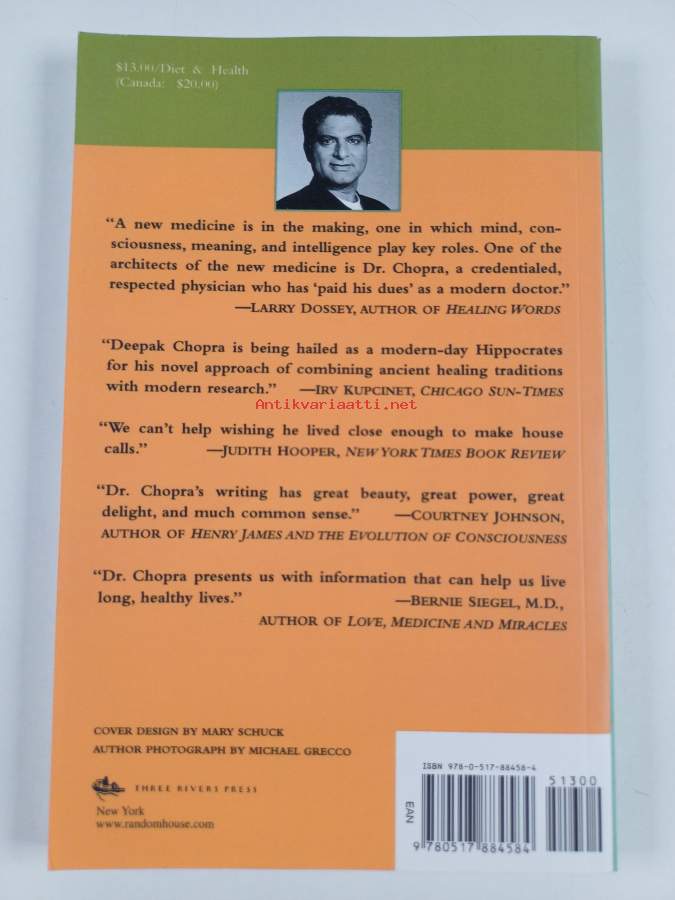 $13.00/Diet & Health
(Canada: $20.00)
“A new medicine is in the making, one in which mind, con-
sciousness, meaning, and intelligence play key roles. One of the
architects of the new medicine is Dr. Chopra, a credentialed,
respected physician who has ‘paid his dues’ as a modern doctor.”
—LARRY DOSSEY, AUTHOR OF HEALING WORDS
“Deepak Chopra is being hailed as a modern-day Hippocrates
for his novel approach of combining ancient healing traditions
with modern research.” —IRV KUPCINET, CHICAGO SUN-TIMES
Antikvariaatti.net
“We can’t help wishing he lived close enough to make house
calls.” —JUDITH HOOPER, NEW YORK TIMES BOOK REVIEW
“Dr. Chopra’s writing has great beauty, great power, great
delight, and much common sense.” —COURTNEY JOHNSON,
AUTHOR OF HENRY JAMES AND THE EVOLUTION OF CONSCIOUSNESS
“Dr. Chopra presents us with information that can help us live
long, healthy lives.” —BERNIE SIEGEL, M.D.,
AUTHOR OF LOVE, MEDICINE AND MIRACLES
COVER DESIGN BY MARY SCHUCK
AUTHOR PHOTOGRAPH BY MICHAEL GRECCO
THREE RIVERS PRESS
New York
www.randomhouse.com
ISBN 978-0-517-88458-4
51300
EAN
9 780517 884584